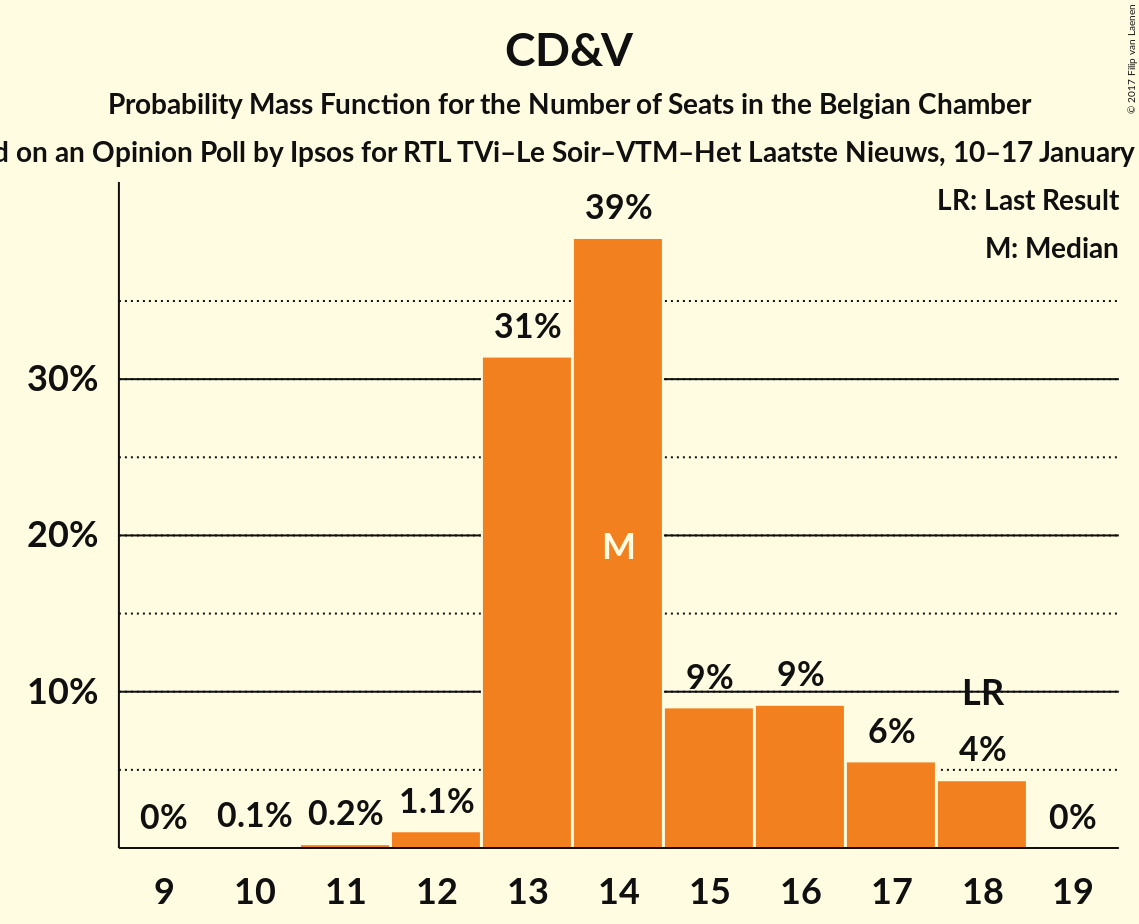 CD&V
Probability Mass Function for the Number of Seats in the Belgian Chamber
on an Opinion Poll by Ipsos for RTL TVi–Le Soir–VTM–Het Laatste Nieuws, 10–17 January
© 2017 Filip van Laenen
LR: Last Result
M: Median
39%
31%
30%
20%
M
10%
9%
9%
LR
6%
4%
0%
0.1%
0.2%
1.1%
0%
9 10 11 12 13 14 15 16 17 18 19